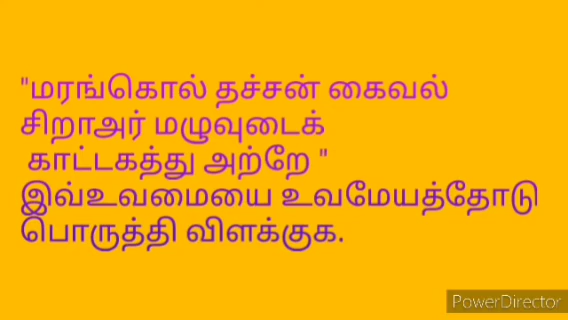 "மரங்கொல் தச்சன் கைவல்
சிறாஅர் மழுவுடைக்
காட்டகத்து அற்றே "
இவ்உவமையை உவமேயத்தோடு
பொருத்தி விளக்குக.
PowerDirector